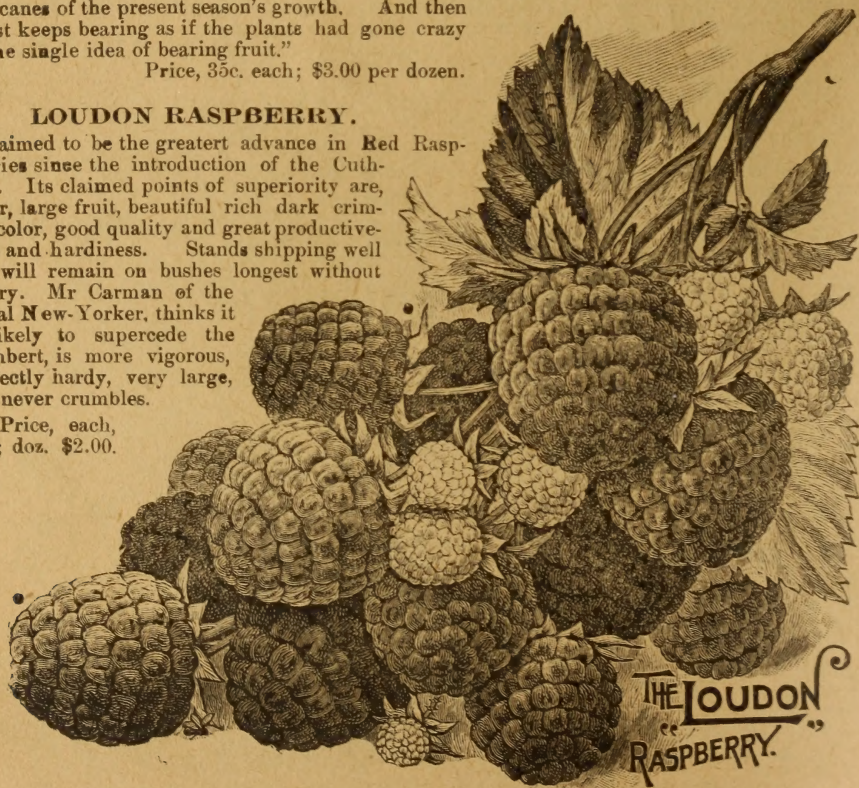 canes of the present season's growth. And then
st keeps bearing as if the plants had gone crazy
e single idea of bearing fruit."
Price, 35c. each; $3.00 per dozen.
LOUDON RASPBERRY.
aimed to be the greatert advance in Red Rasp-
ies since the introduction of the Cuth-
Its claimed points of superiority are,
r, large fruit, beautiful rich dark crim-
color, good quality and great productive-
and hardiness. Stands shipping well
will remain on bushes longest without
ry. Mr Carman of the
al New-Yorker, thinks it
ikely to supercede the
nbert, is more vigorous,
ectly hardy, very large,
never crumbles.
Price, each,
; doz. $2.00.
THE LOUDON
"RASPBERRY."